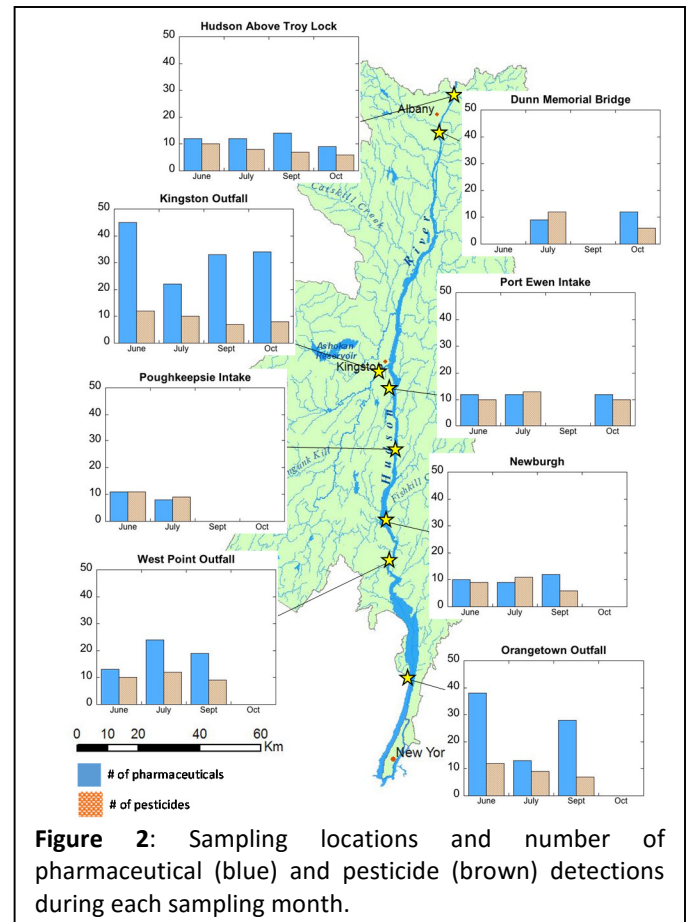 Hudson Above Troy Lock
50
40
30
20
10
0
June July Sept Oct
Albany
Dunn Memorial Bridge
50
40
30
20
10
0
June July Sept Oct
Catskill Creek
River
Kingston Outfall
50
40
30
20
10
0
June July Sept Oct
Port Ewen Intake
50
40
30
20
10
0
June July Sept Oct
Ashokan
Reservoir
Kingston
Poughkeepsie Intake
50
40
30
20
10
0
June July Sept Oct
Hudson
Kill
Fishkill C
Newburgh
50
40
30
20
10
0
June July Sept Oct
West Point Outfall
50
40
30
20
10
0
June July Sept Oct
Orangetown Outfall
50
40
30
20
10
0
June July Sept Oct
0 10 20 40 60
Km
New Yor
# of pharmaceuticals
# of pesticides
Figure 2: Sampling locations and number of
pharmaceutical (blue) and pesticide (brown) detections
during each sampling month.